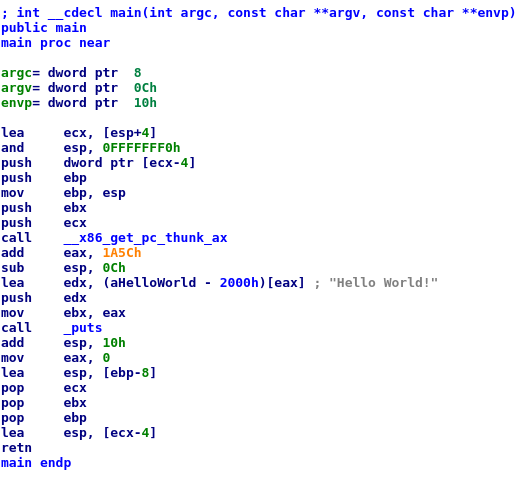 ; int __cdecl main(int argc, const char **argv, const char **envp)
public main
main proc near
argc= dword ptr  8
argv= dword ptr  0Ch
envp= dword ptr  10h
lea     ecx, [esp+4]
and     esp, 0FFFFFFF0h
push    dword ptr [ecx-4]
push    ebp
mov     ebp, esp
push    ebx
push    ecx
call    __x86_get_pc_thunk_ax
add     eax, 1A5Ch
sub     esp, 0Ch
lea     edx, (aHelloWorld - 2000h)[eax] ; "Hello World!"
push    edx
mov     ebx, eax
call    _puts
add     esp, 10h
mov     eax, 0
lea     esp, [ebp-8]
pop     ecx
pop     ebx
pop     ebp
lea     esp, [ecx-4]
retn
main endp